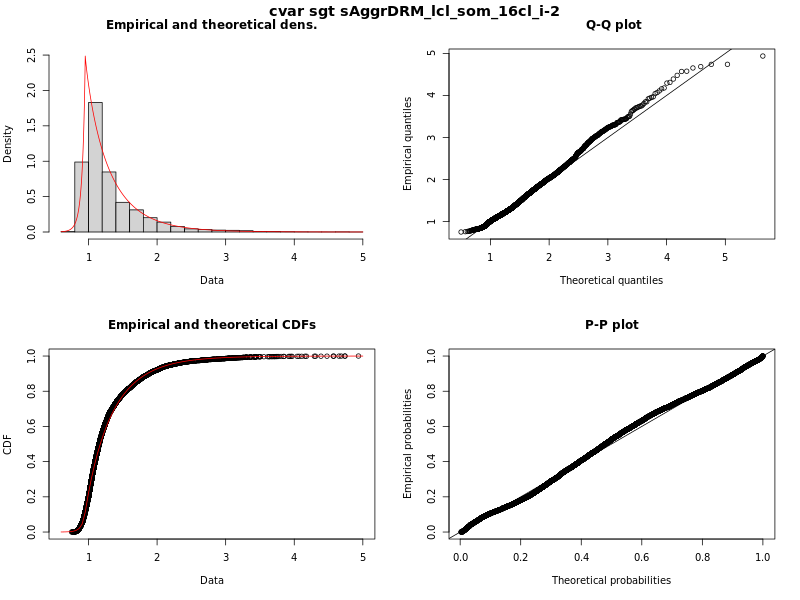 cvar sgt sAggrDRM_lcl_som_16cl_i-2
Empirical and theoretical dens.
Density
0.0 0.5 1.0 1.5 2.0 2.5
1 2 3 4 5
Data
Q-Q plot
Empirical quantiles
1 2 3 4 5
1 2 3 4 5
Theoretical quantiles
Empirical and theoretical CDFs
CDF
0.0 0.2 0.4 0.6 0.8 1.0
1 2 3 4 5
Data
P-P plot
Empirical probabilities
0.0 0.2 0.4 0.6 0.8 1.0
0.0 0.2 0.4 0.6 0.8 1.0
Theoretical probabilities